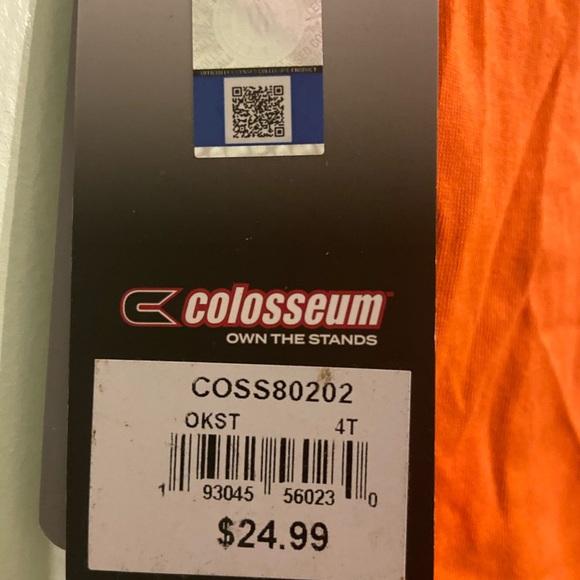 colosseum
OWN THE STANDS
COSS80202
OKST 4T
1 93045 56023 0
$24.99